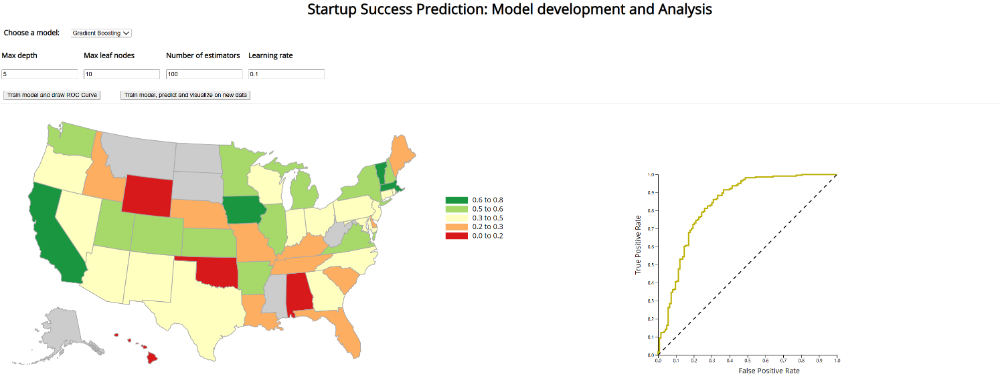 Startup Success Prediction: Model development and Analysis
Choose a model: Gradient Boosting
Max depth Max leaf nodes Number of estimators Learning rate
5 10 100 0.1
Train model and draw ROC Curve Train model, predict and visualize on new data
0.6 to 0.8
0.5 to 0.6
0.3 to 0.5
0.2 to 0.3
0.0 to 0.2
True Positive Rate
1.0
0.9
0.8
0.7
0.6
0.5
0.4
0.3
0.2
0.1
0.0
0.0 0.1 0.2 0.3 0.4 0.5 0.6 0.7 0.8 0.9 1.0
False Positive Rate